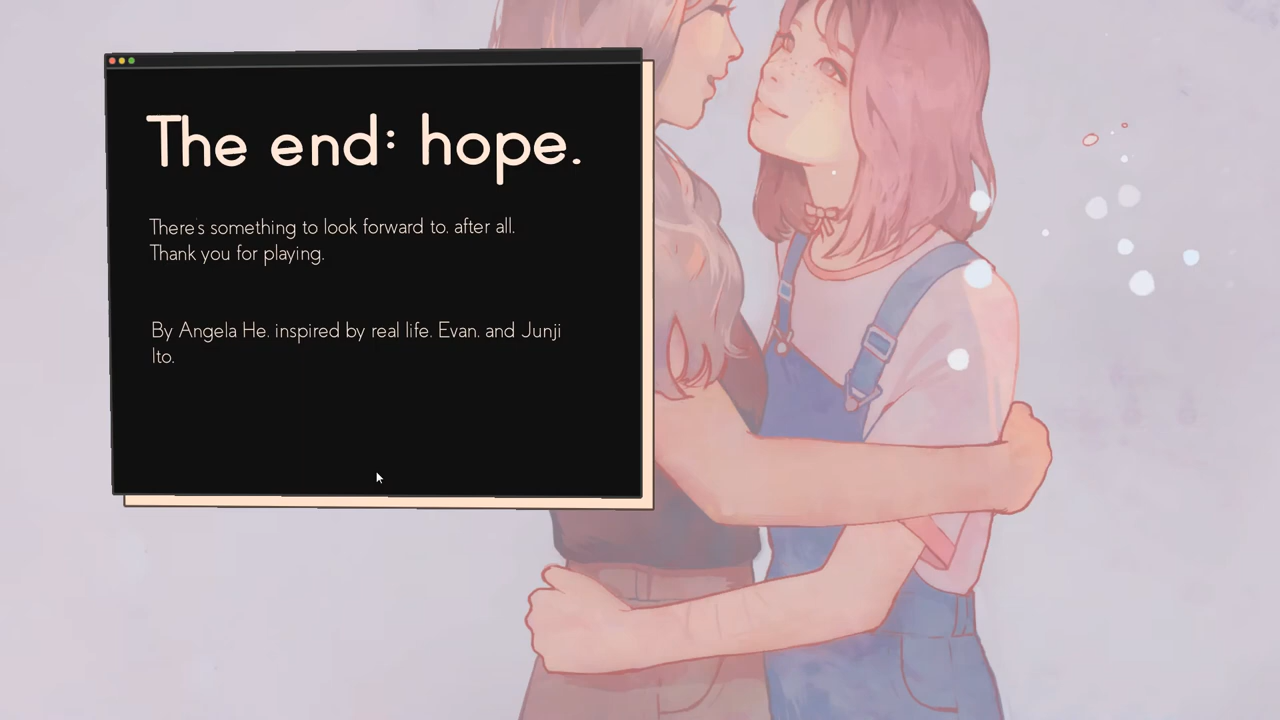 The end: hope.
There's something to look forward to. after all.
Thank you for playing.
By Angela He. inspired by real life. Evan. and Junji
Ito.